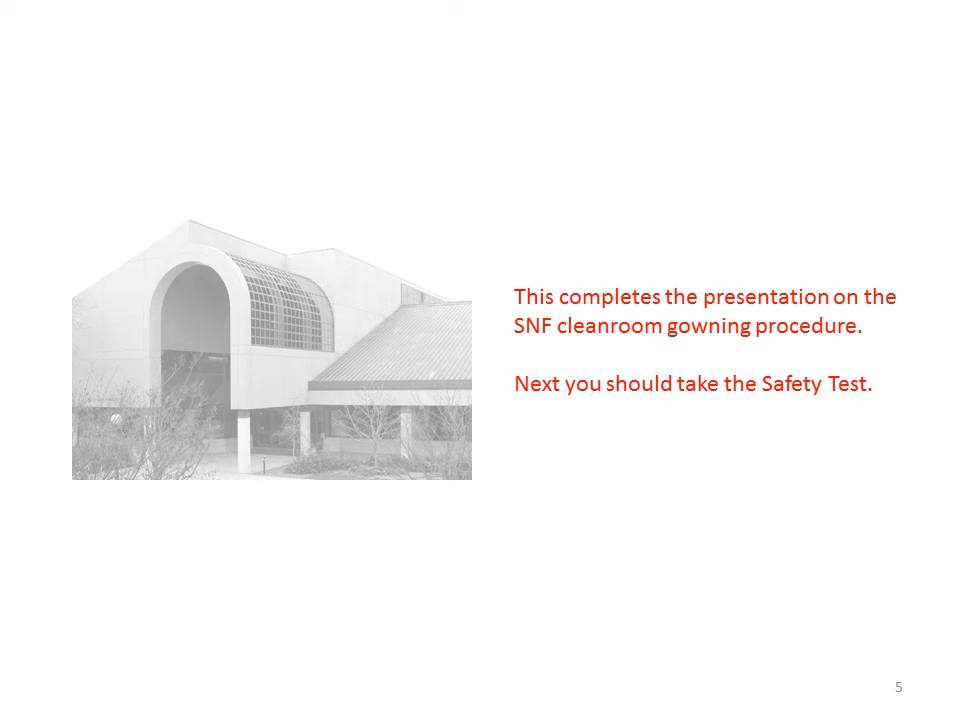 This completes the presentation on the
SNF cleanroom gowning procedure.
Next you should take the Safety Test.
5